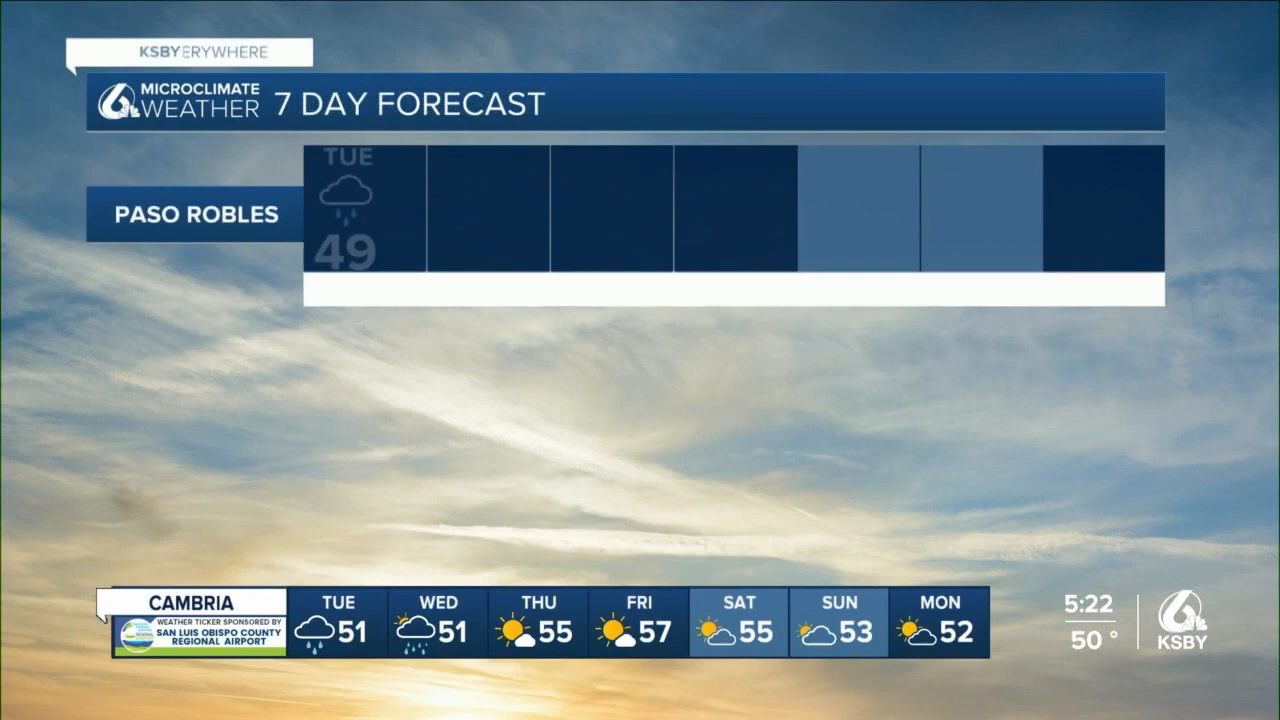 KSBYERYWHERE
6 MICROCLIMATE WEATHER 7 DAY FORECAST
TUE
PASO ROBLES
49
CAMBRIA
WEATHER TICKER SPONSORED BY
SAN LUIS OBISPO COUNTY
REGIONAL AIRPORT
TUE WED THU FRI SAT SUN MON
51 51 55 57 55 53 52
5:22
50 °
6
KSBY